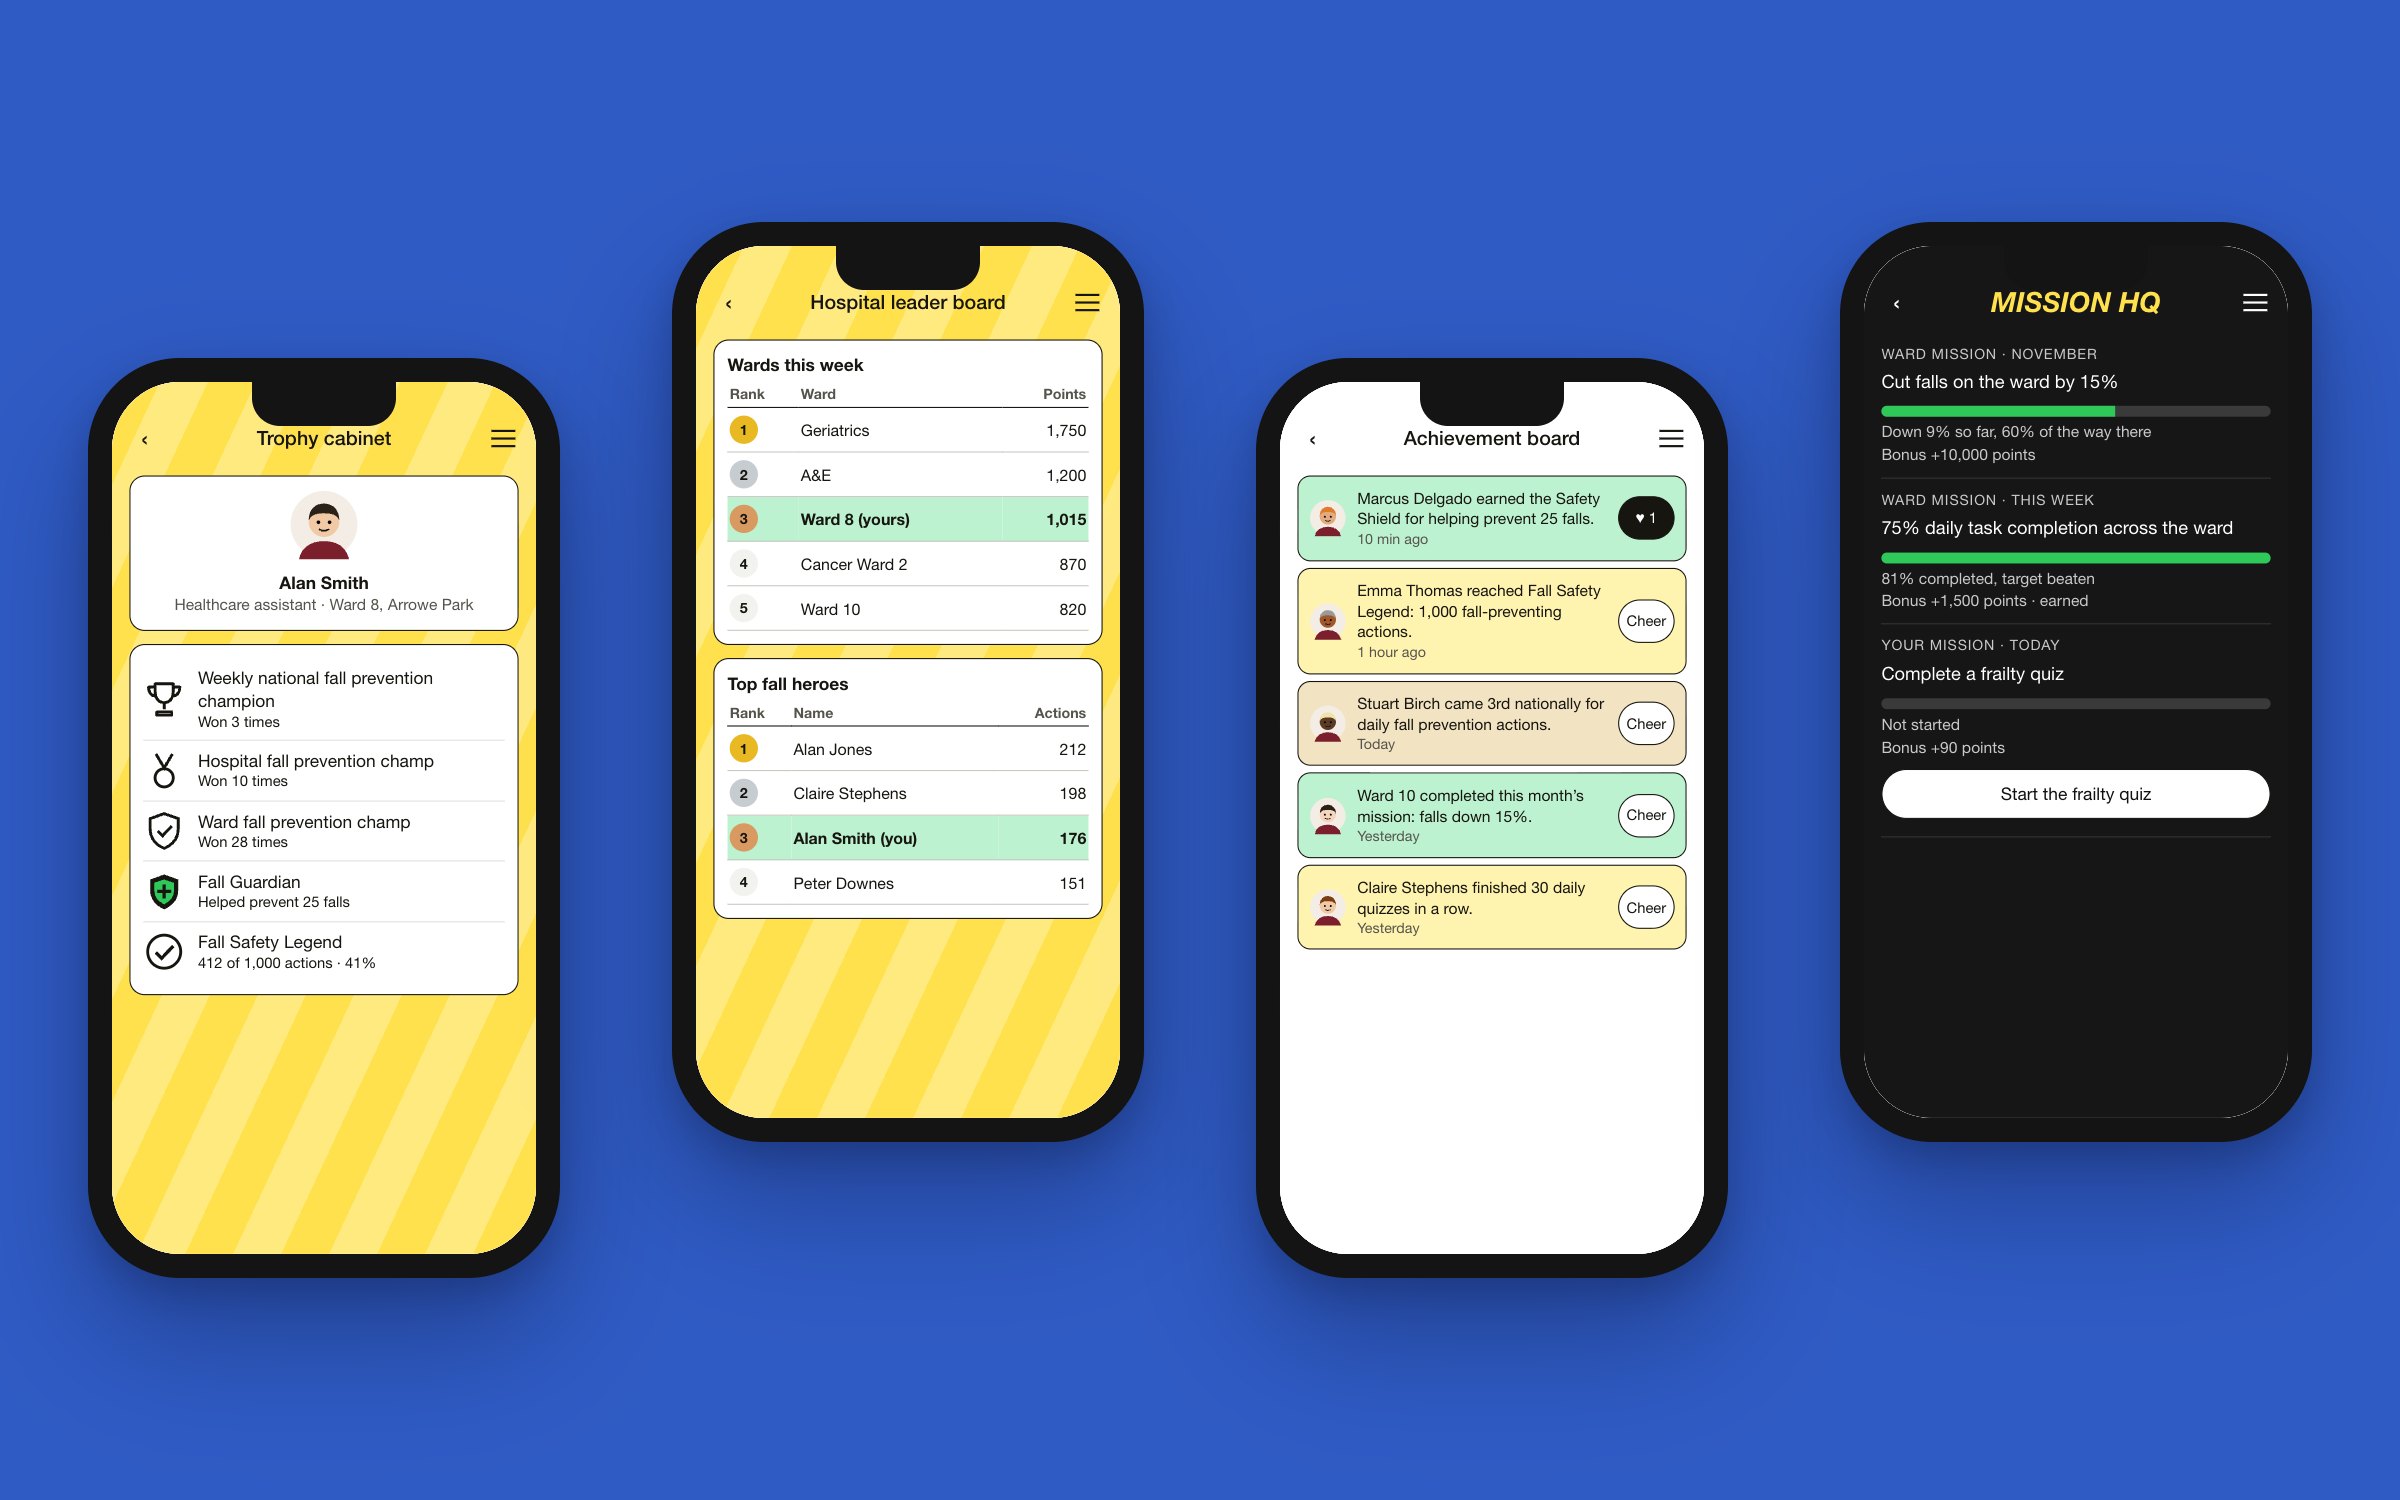 ‹ Trophy cabinet
Alan Smith
Healthcare assistant · Ward 8, Arrowe Park
Weekly national fall prevention
champion
Won 3 times
Hospital fall prevention champ
Won 10 times
Ward fall prevention champ
Won 28 times
Fall Guardian
Helped prevent 25 falls
Fall Safety Legend
412 of 1,000 actions · 41%
‹ Hospital leader board
Wards this week
Rank Ward Points
1 Geriatrics 1,750
2 A&E 1,200
3 Ward 8 (yours) 1,015
4 Cancer Ward 2 870
5 Ward 10 820
Top fall heroes
Rank Name Actions
1 Alan Jones 212
2 Claire Stephens 198
3 Alan Smith (you) 176
4 Peter Downes 151
‹ Achievement board
Marcus Delgado earned the Safety
Shield for helping prevent 25 falls.
10 min ago
♥ 1
Emma Thomas reached Fall Safety
Legend: 1,000 fall-preventing
actions.
1 hour ago
Cheer
Stuart Birch came 3rd nationally for
daily fall prevention actions.
Today
Cheer
Ward 10 completed this month’s
mission: falls down 15%.
Yesterday
Cheer
Claire Stephens finished 30 daily
quizzes in a row.
Yesterday
Cheer
‹ MISSION HQ
WARD MISSION · NOVEMBER
Cut falls on the ward by 15%
Down 9% so far, 60% of the way there
Bonus +10,000 points
WARD MISSION · THIS WEEK
75% daily task completion across the ward
81% completed, target beaten
Bonus +1,500 points · earned
YOUR MISSION · TODAY
Complete a frailty quiz
Not started
Bonus +90 points
Start the frailty quiz